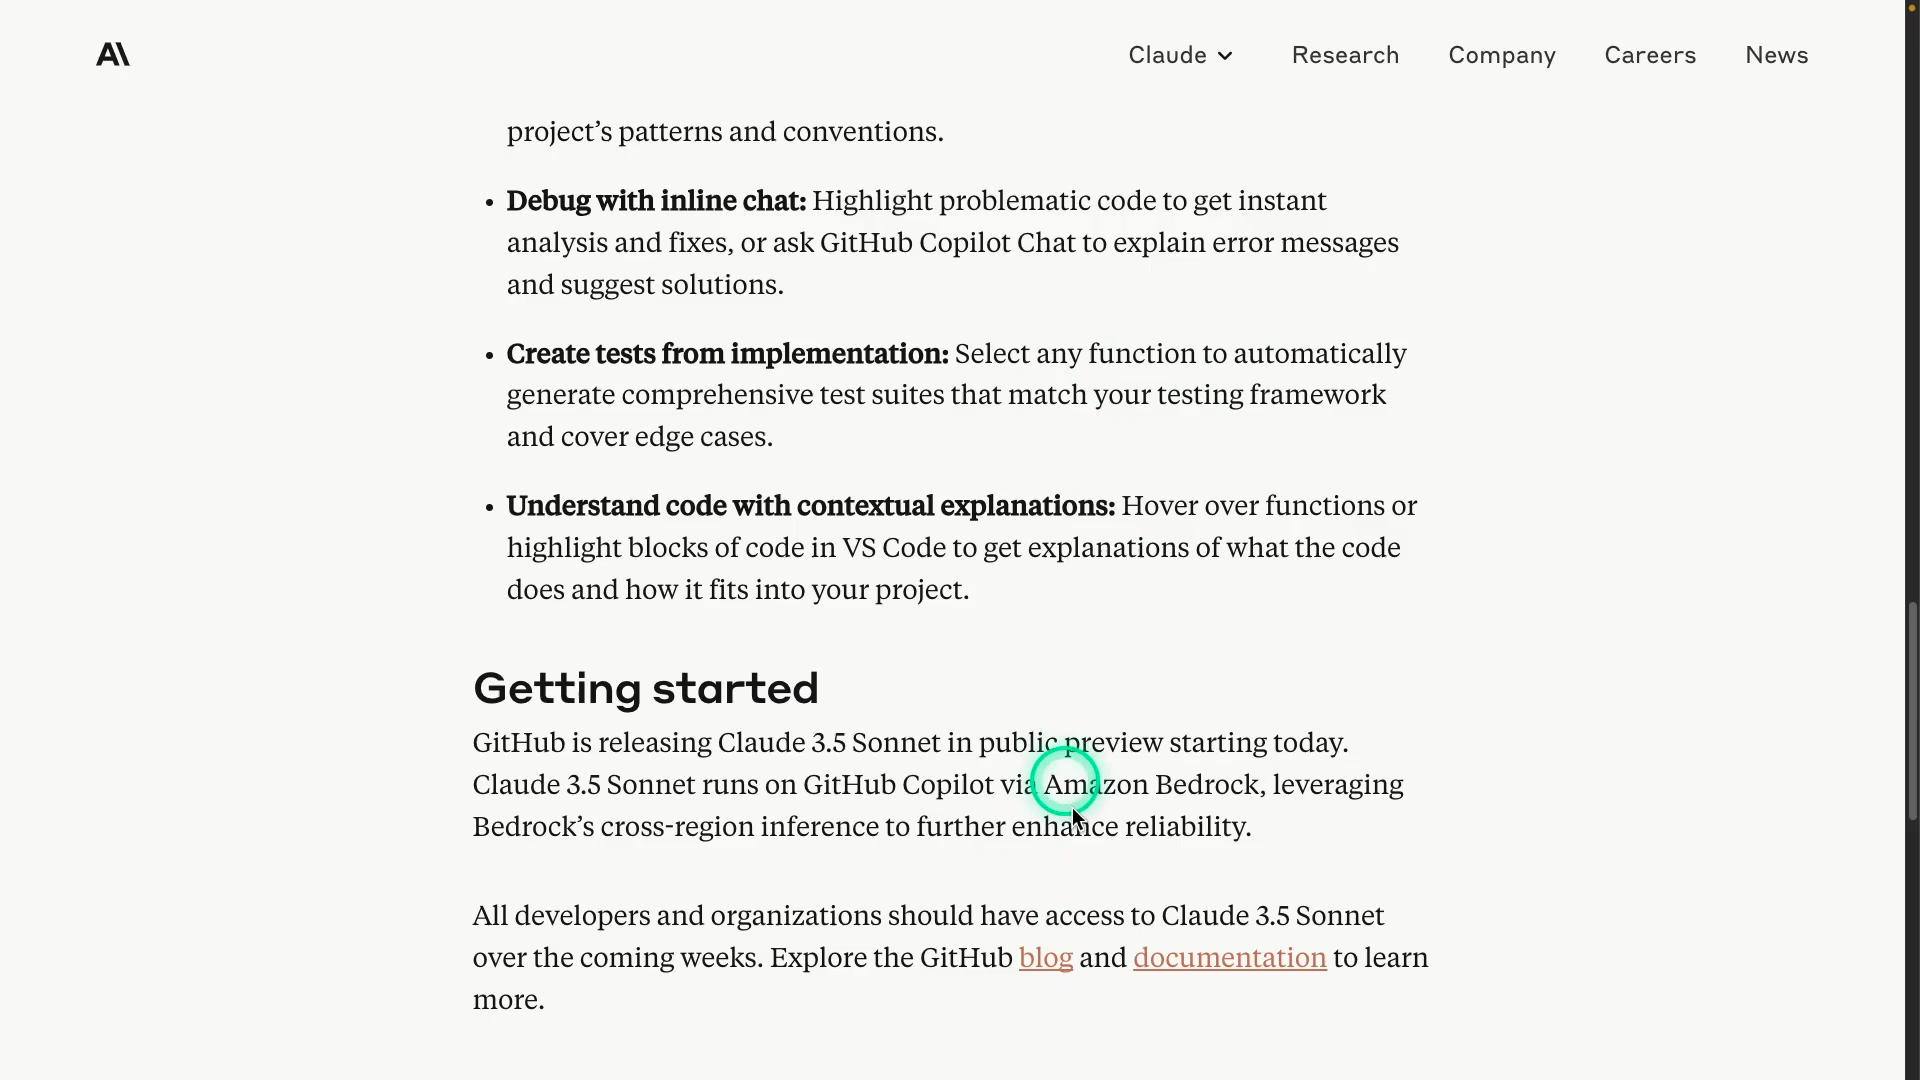 A\
Claude Research Company Careers News
project’s patterns and conventions.
• Debug with inline chat: Highlight problematic code to get instant
analysis and fixes, or ask GitHub Copilot Chat to explain error messages
and suggest solutions.
• Create tests from implementation: Select any function to automatically
generate comprehensive test suites that match your testing framework
and cover edge cases.
• Understand code with contextual explanations: Hover over functions or
highlight blocks of code in VS Code to get explanations of what the code
does and how it fits into your project.
Getting started
GitHub is releasing Claude 3.5 Sonnet in public preview starting today.
Claude 3.5 Sonnet runs on GitHub Copilot via Amazon Bedrock, leveraging
Bedrock’s cross-region inference to further enhance reliability.
All developers and organizations should have access to Claude 3.5 Sonnet
over the coming weeks. Explore the GitHub blog and documentation to learn
more.